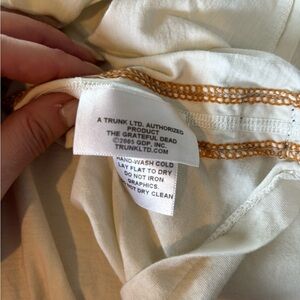 A TRUNK LTD. AUTHORIZED
PRODUCT
THE GRATEFUL DEAD
©2005 GDP, INC.
TRUNKLTD.COM
HAND-WASH COLD
LAY FLAT TO DRY
DO NOT IRON
GRAPHICS.
NOT DRY CLEAN